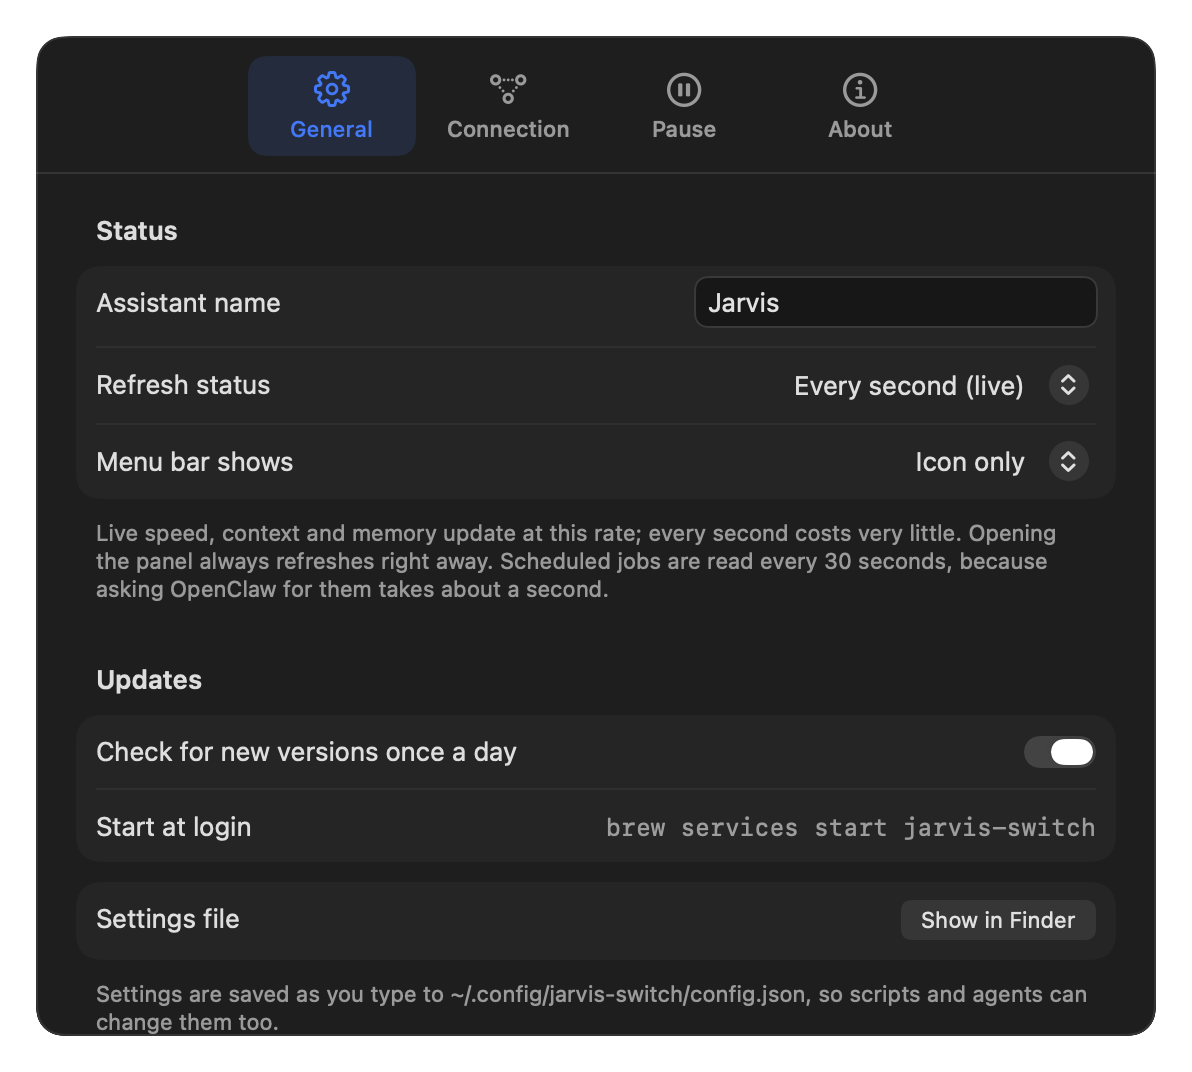 General
Connection
Pause
About
Status
Assistant name
Jarvis
Refresh status
Every second (live)
Menu bar shows
Icon only
Live speed, context and memory update at this rate; every second costs very little. Opening
the panel always refreshes right away. Scheduled jobs are read every 30 seconds, because
asking OpenClaw for them takes about a second.
Updates
Check for new versions once a day
Start at login
brew services start jarvis-switch
Settings file
Show in Finder
Settings are saved as you type to ~/.config/jarvis-switch/config.json, so scripts and agents can
change them too.